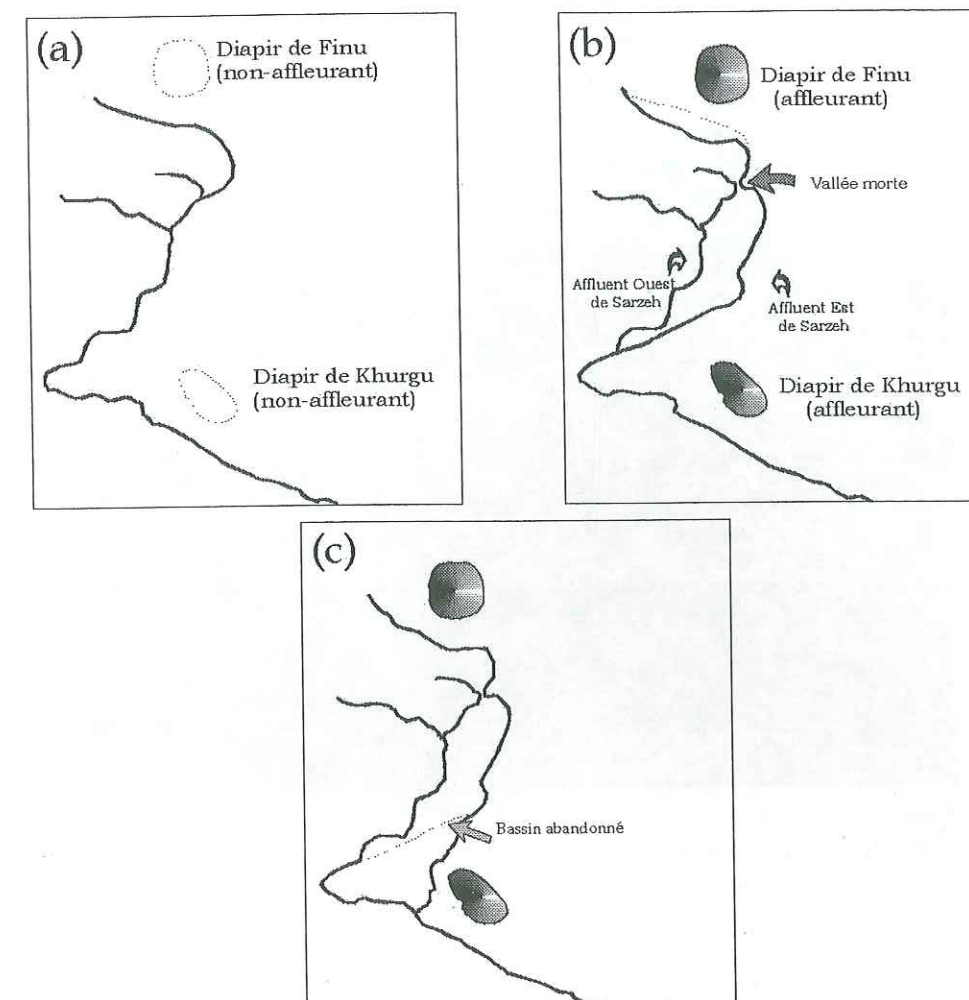 (a)
Diapir de Finu
(non-affleurant)
Diapir de Khurgu
(non-affleurant)
(b)
Diapir de Finu
(affleurant)
Vallée morte
Affluent Ouest
de Sarzeh
Affluent Est
de Sarzeh
Diapir de Khurgu
(affleurant)
(c)
Bassin abandonné